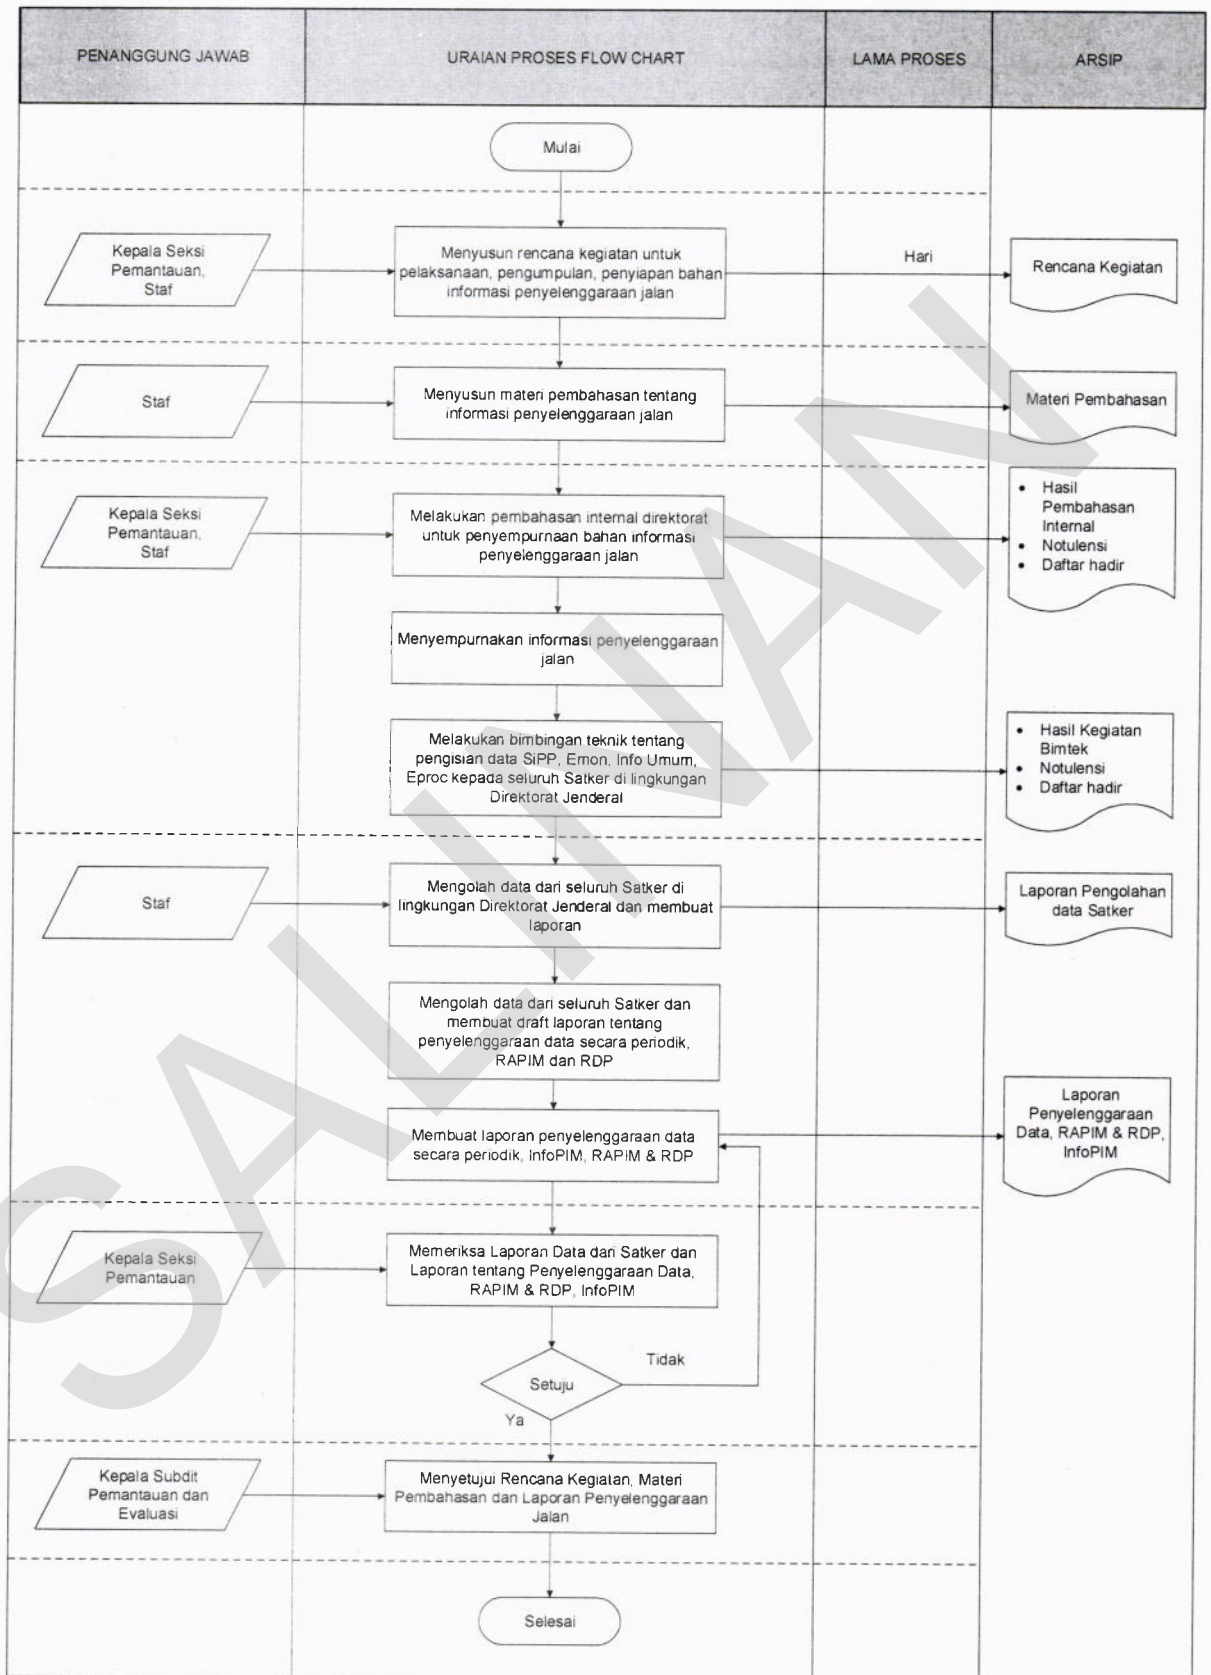 PENANGGUNG JAWAB
URAIAN PROSES FLOW CHART
LAMA PROSES
ARSIP
Mulai
Kepala Seksi
Pemantauan,
Staf
Menyusun rencana kegiatan untuk
pelaksanaan, pengumpulan, penyiapan bahan
informasi penyelenggaraan jalan
Hari
Rencana Kegiatan
Staf
Menyusun materi pembahasan tentang
informasi penyelenggaraan jalan
Materi Pembahasan
Kepala Seksi
Pemantauan,
Staf
Melakukan pembahasan internal direktorat
untuk penyempurnaan bahan informasi
penyelenggaraan jalan
• Hasil
Pembahasan
Internal
• Notulensi
• Daftar hadir
Menyempurnakan informasi penyelenggaraan
jalan
Melakukan bimbingan teknik tentang
pengisian data SiPP, Emon, Info Umum,
Eproc kepada seluruh Satker di lingkungan
Direktorat Jenderal
• Hasil Kegiatan
Bimtek
• Notulensi
• Daftar hadir
Staf
Mengolah data dari seluruh Satker di
lingkungan Direktorat Jenderal dan membuat
laporan
Laporan Pengolahan
data Satker
Mengolah data dari seluruh Satker dan
membuat draft laporan tentang
penyelenggaraan data secara periodik,
RAPIM dan RDP
Membuat laporan penyelenggaraan data
secara periodik, InfoPIM, RAPIM & RDP
Laporan
Penyelenggaraan
Data, RAPIM & RDP,
InfoPIM
Kepala Seksi
Pemantauan
Memeriksa Laporan Data dari Satker dan
Laporan tentang Penyelenggaraan Data,
RAPIM & RDP, InfoPIM
Setuju
Tidak
Ya
Kepala Subdit
Pemantauan dan
Evaluasi
Menyetujui Rencana Kegiatan, Materi
Pembahasan dan Laporan Penyelenggaraan
Jalan
Selesai
SALINAN